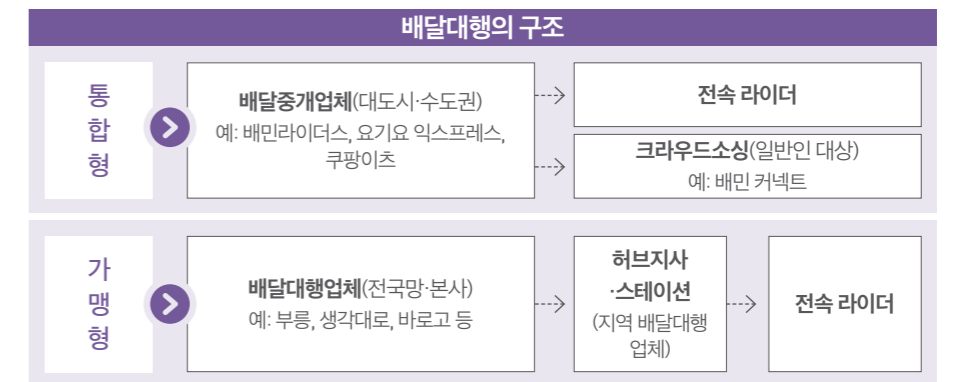 배달대행의 구조
통
합
형
배달중개업체(대도시·수도권)
예: 배민라이더스, 요기요 익스프레스,
쿠팡이츠
전속 라이더
크라우드소싱(일반인 대상)
예: 배민 커넥트
가
맹
형
배달대행업체(전국망·본사)
예: 부릉, 생각대로, 바로고 등
허브지사
·스테이션
(지역 배달대행
업체)
전속 라이더